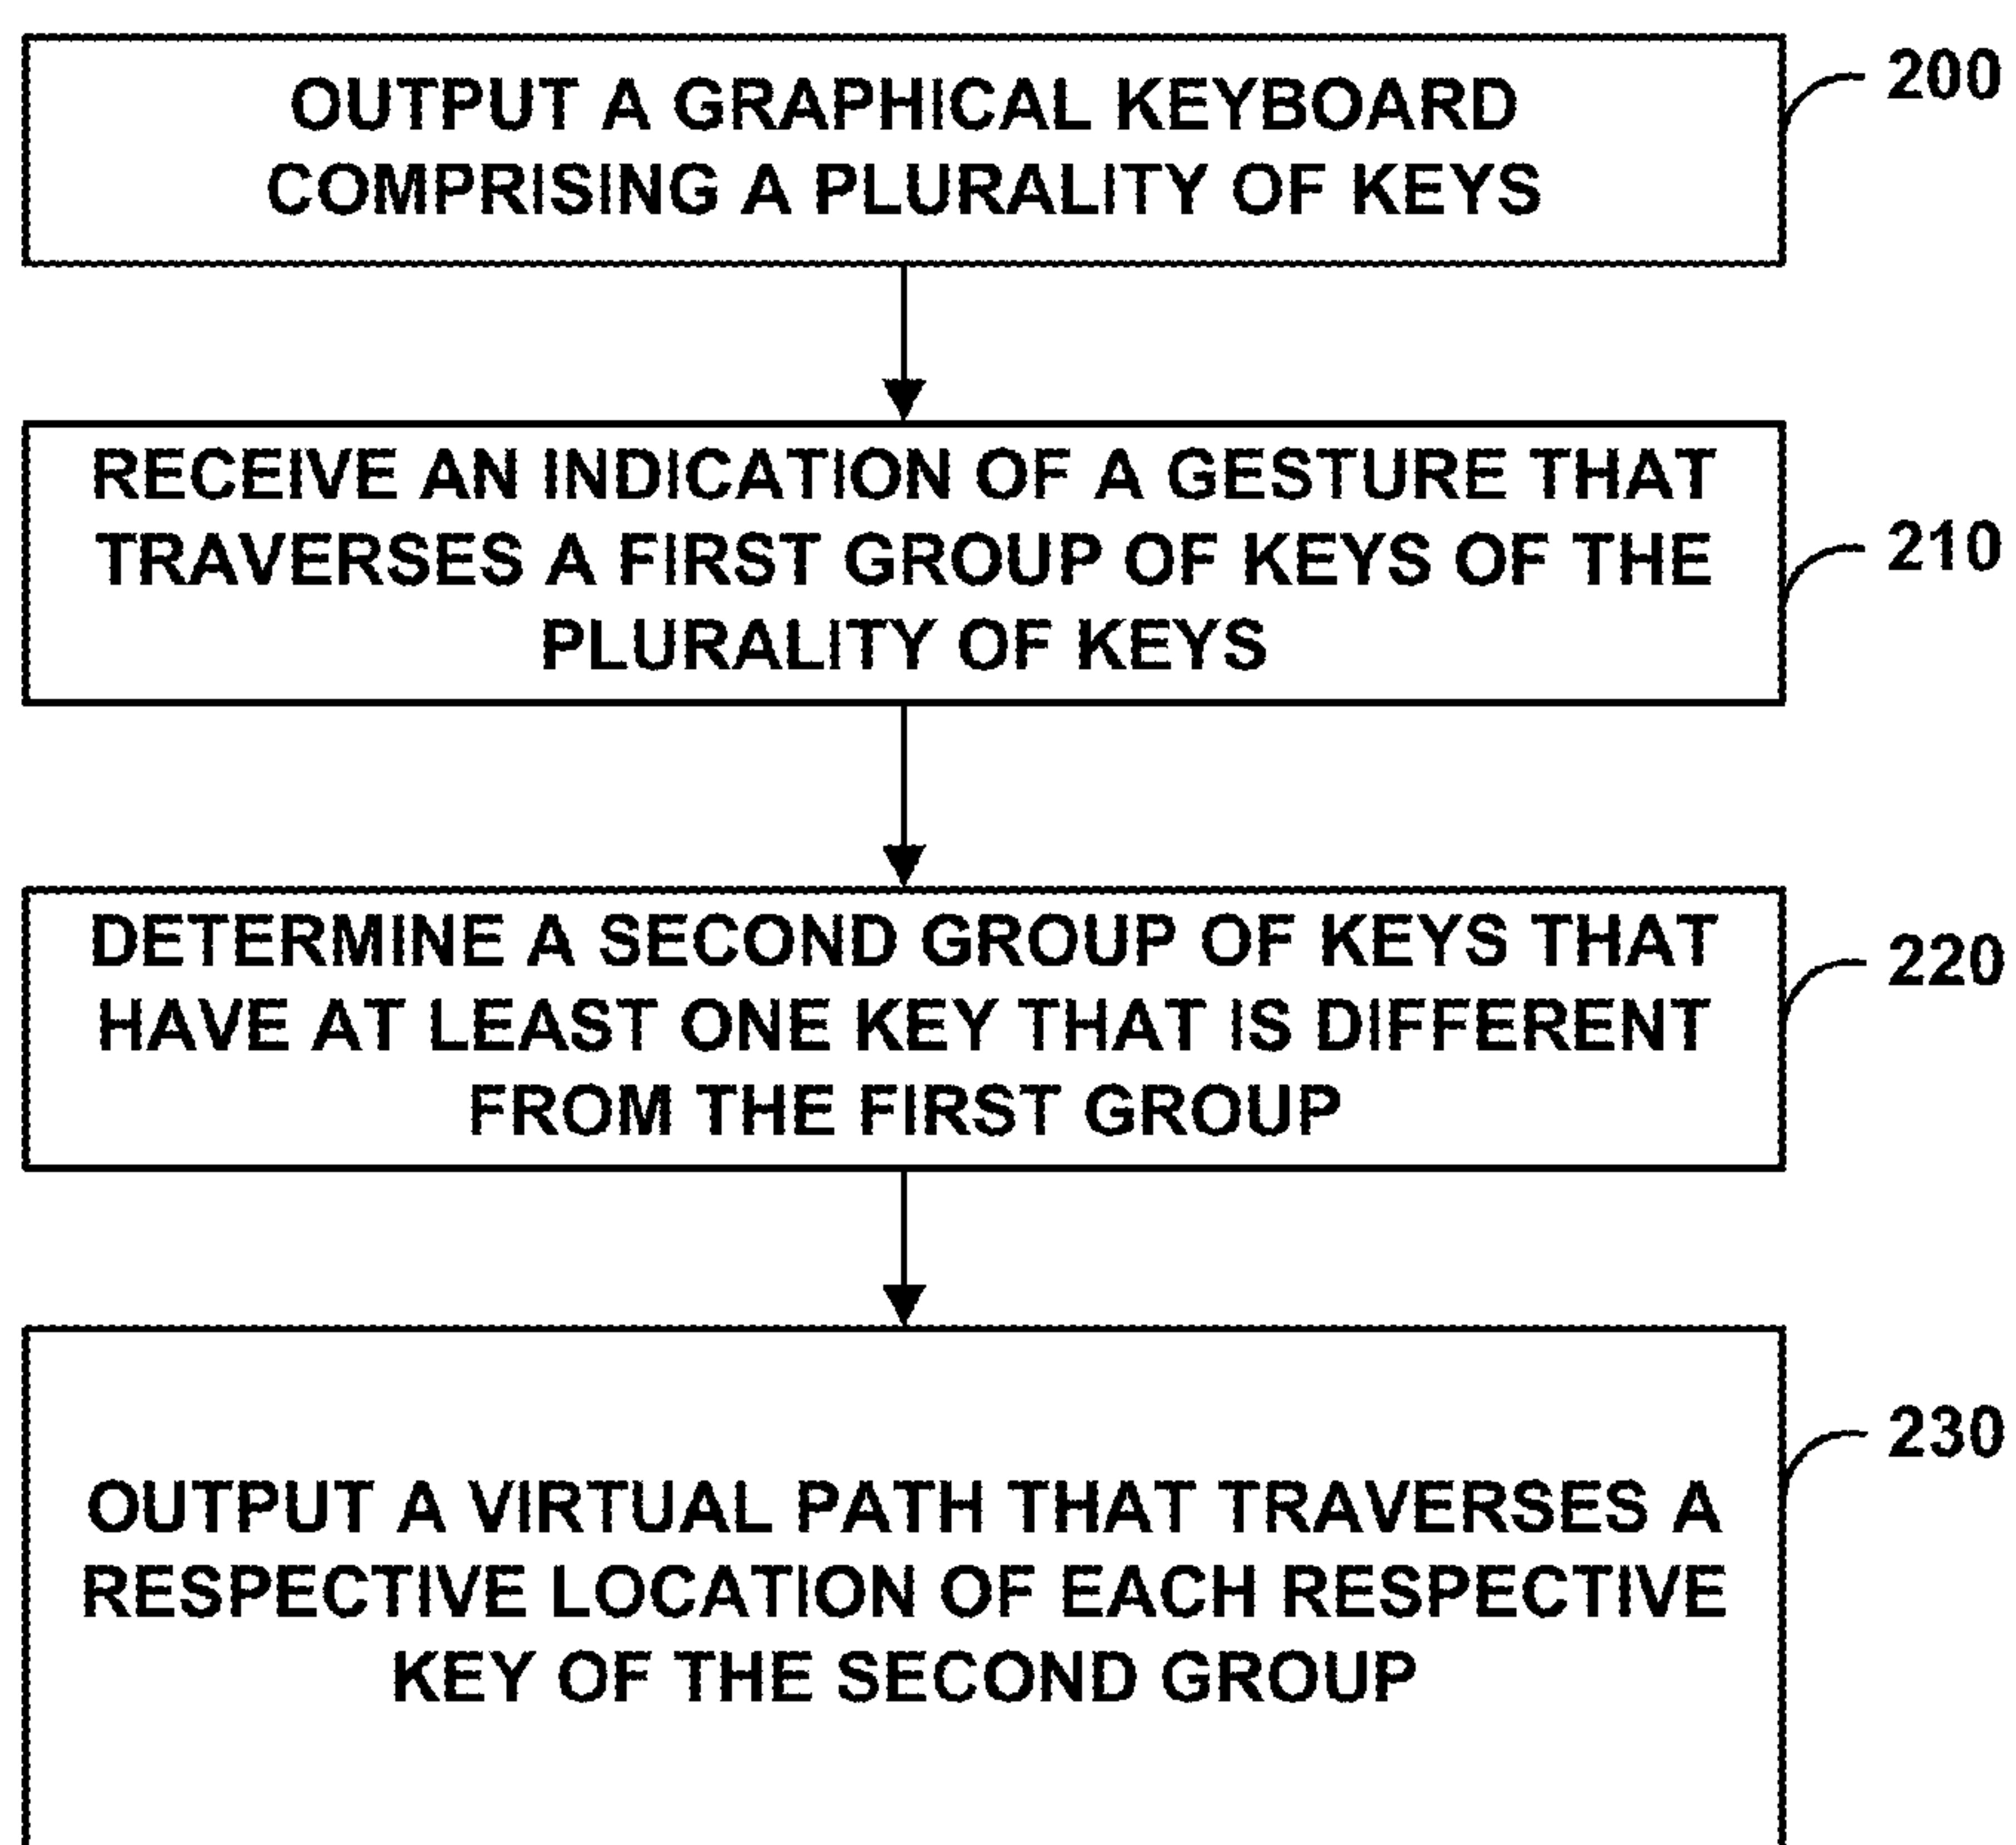 OUTPUT A GRAPHICAL KEYBOARD
COMPRISING A PLURALITY OF KEYS
200
RECEIVE AN INDICATION OF A GESTURE THAT
TRAVERSES A FIRST GROUP OF KEYS OF THE
PLURALITY OF KEYS
210
DETERMINE A SECOND GROUP OF KEYS THAT
HAVE AT LEAST ONE KEY THAT IS DIFFERENT
FROM THE FIRST GROUP
220
OUTPUT A VIRTUAL PATH THAT TRAVERSES A
RESPECTIVE LOCATION OF EACH RESPECTIVE
KEY OF THE SECOND GROUP
230